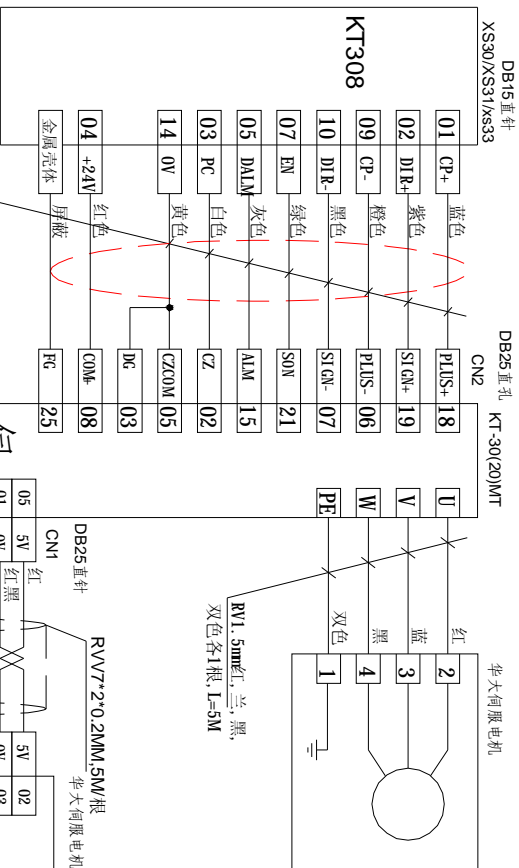 DB15直针
XS30/XS31/xs33
KT308
01 CP+ 蓝色 PLUS+ 18
02 DIR+ 紫色 SIGN+ 19
09 CP- 橙色 PLUS- 06
10 DIR- 黑色 SIGN- 07
07 EN 绿色 SON 21
05 DALM 灰色 ALM 15
03 PC 白色 CZ 02
14 0V 黄色 CZCOM 05
DG 03
04 +24V 红色 COM+ 08
金属壳体 屏蔽 FG 25
DB25直孔
CN2
KT-30(20)MT
U 红 2
V 蓝 3
W 黑 4
PE 双色 1
华大伺服电机
RV1.5mm红,兰,黑,
双色各1根,L=5M
DB25直针
CN1
05 5V 红 5V 02
01 0V 红黑 0V 03
RVV7*2*0.2MM,5M/根
华大伺服电机